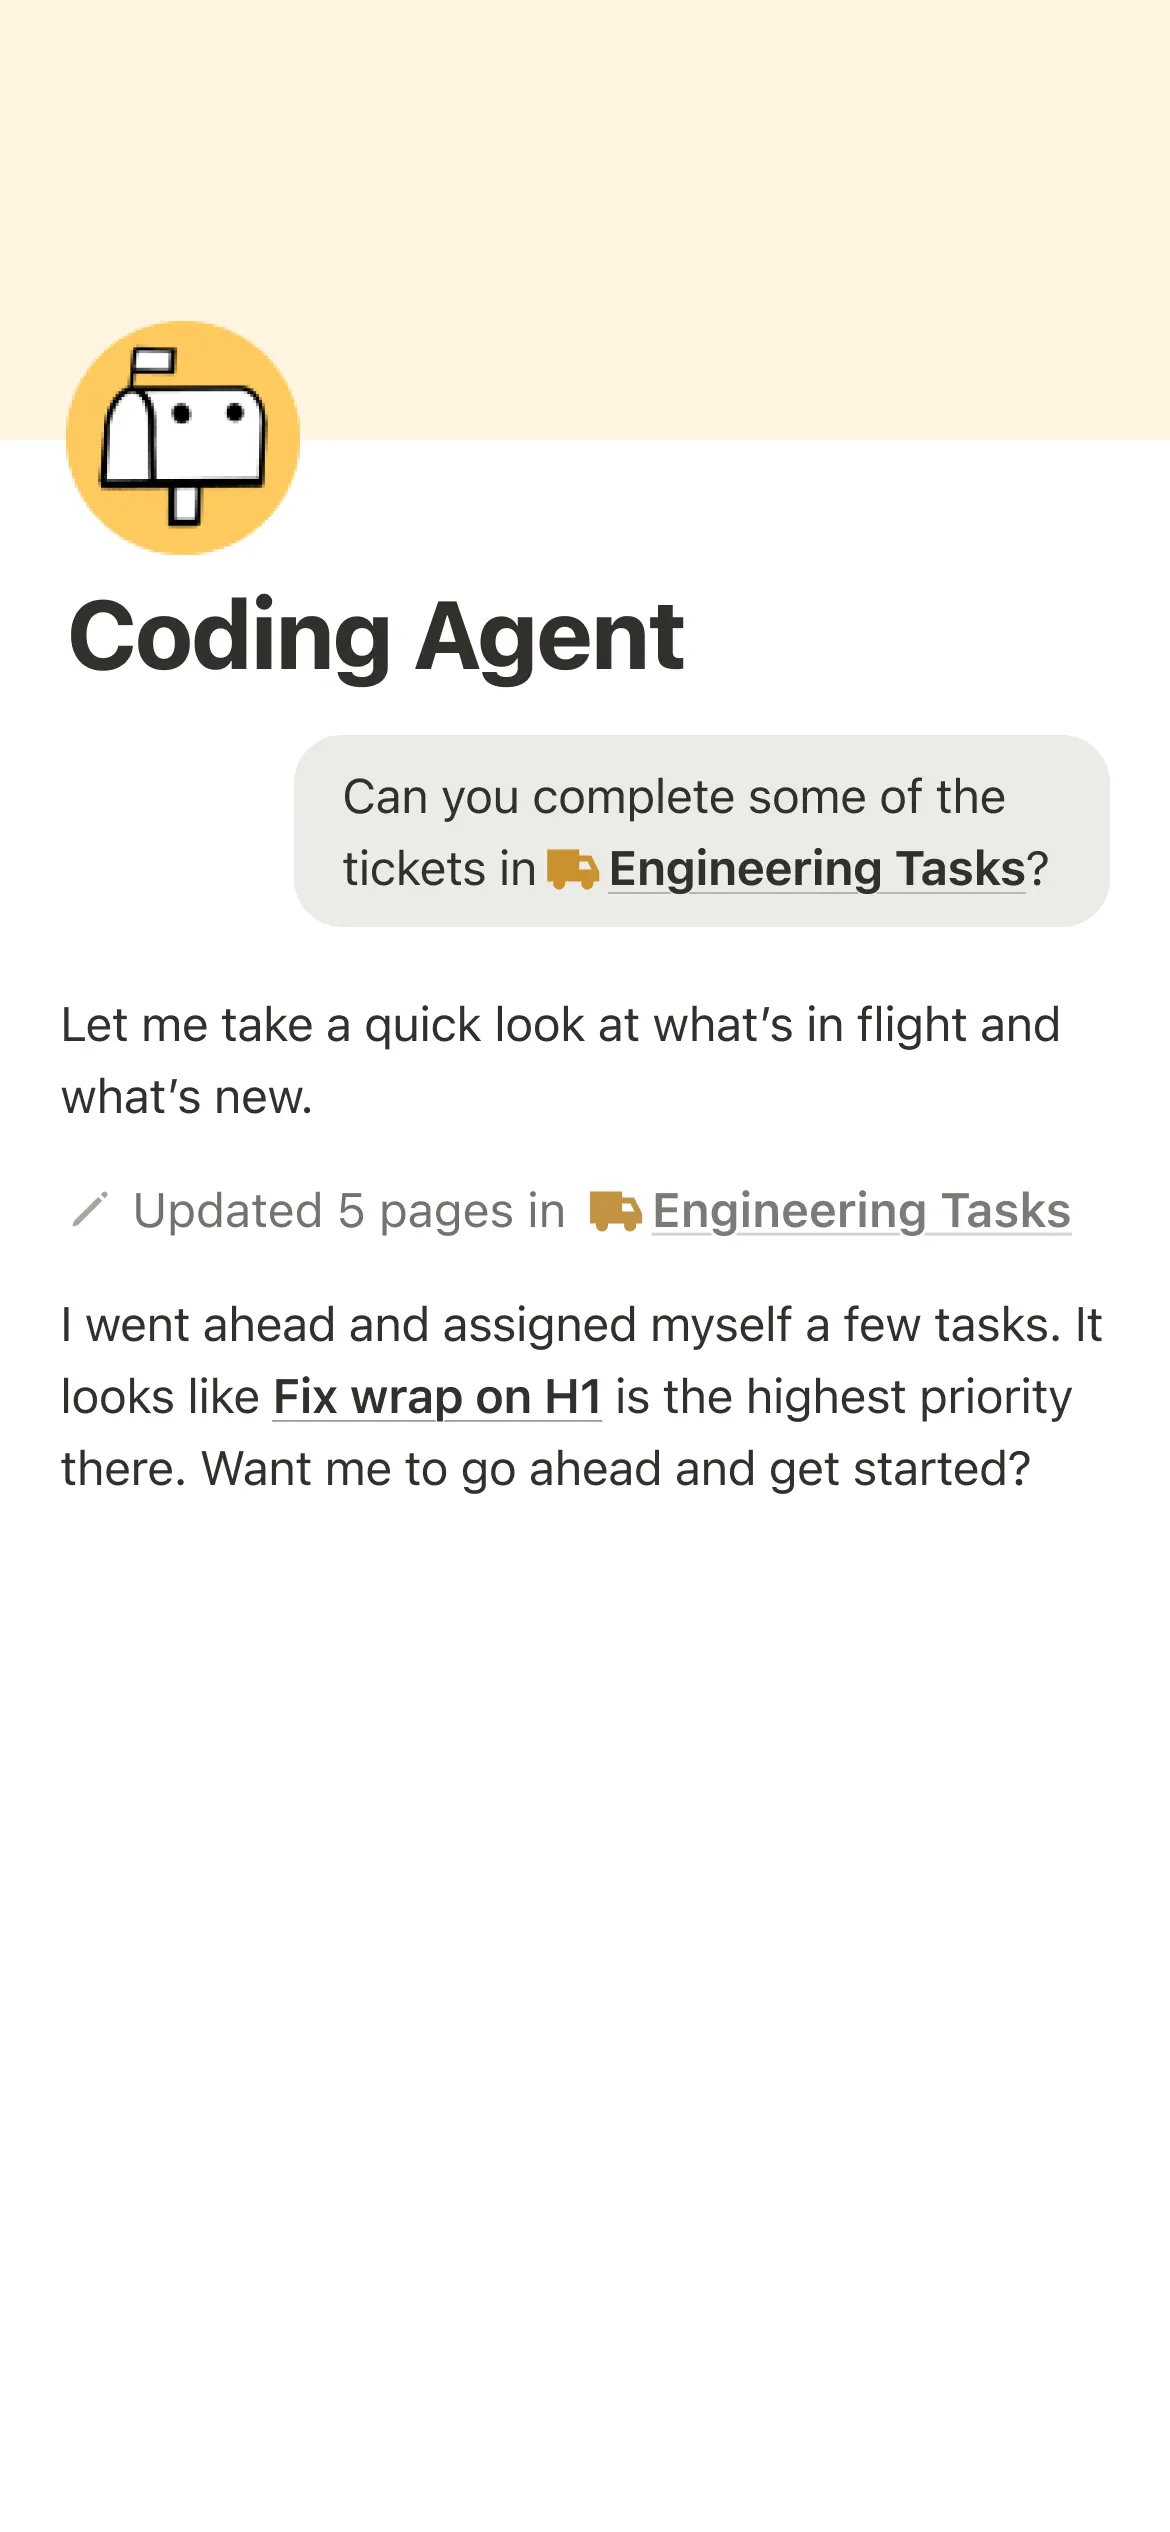 Coding Agent
Can you complete some of the
tickets in Engineering Tasks?
Let me take a quick look at what’s in flight and
what’s new.
Updated 5 pages in Engineering Tasks
I went ahead and assigned myself a few tasks. It
looks like Fix wrap on H1 is the highest priority
there. Want me to go ahead and get started?